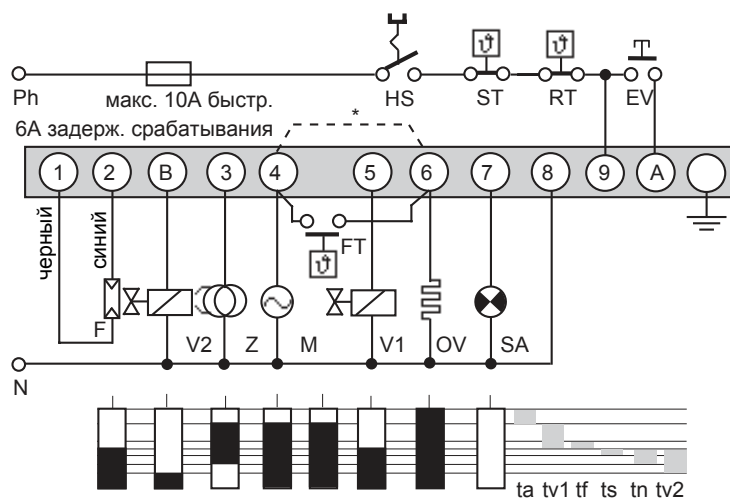 Ph
макс. 10А быстр.
HS
ϑ
ST
ϑ
RT
EV
6А задерж. срабатывания
*
1 2 B 3 4 5 6 7 8 9 A
черный
синий
FT
ϑ
F
V2 Z M V1 OV SA
N
ta tv1 tf ts tn tv2